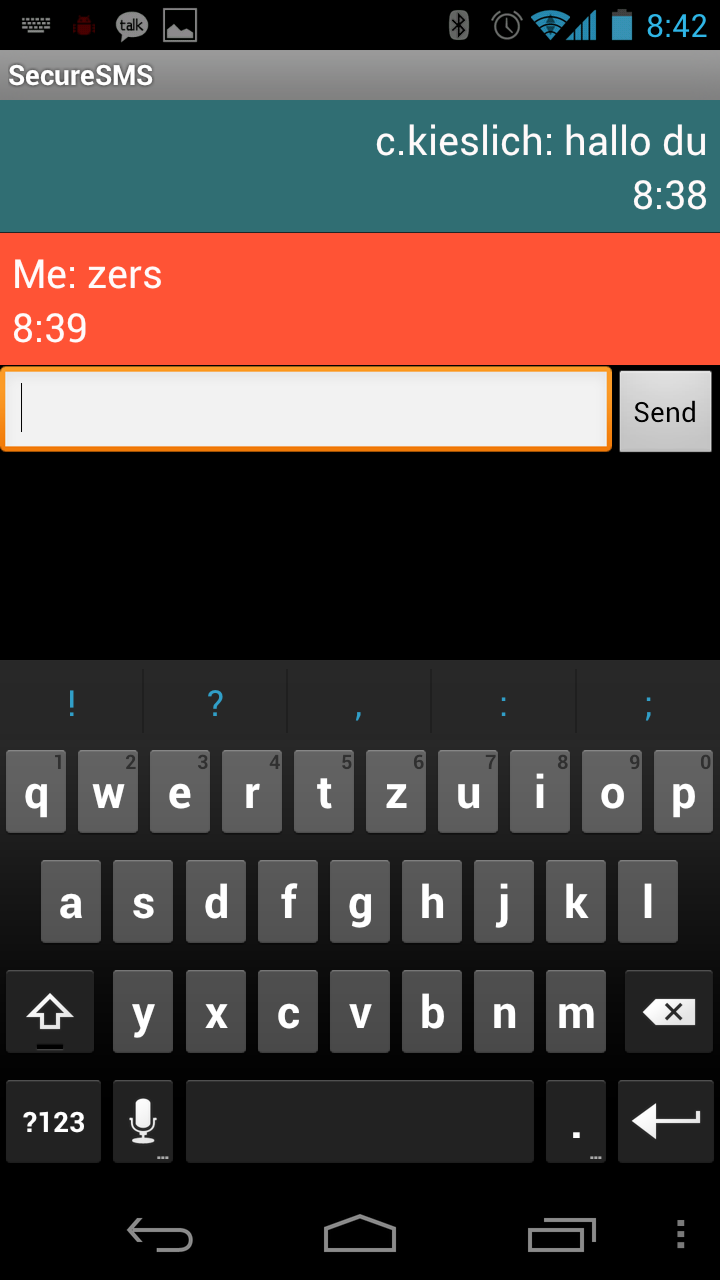 talk 8:42
SecureSMS
c.kieslich: hallo du
8:38
Me: zers
8:39
Send
! ? , : ;
1 2 3 4 5 6 7 8 9 0
q w e r t z u i o p
a s d f g h j k l
y x c v b n m
?123 . ...